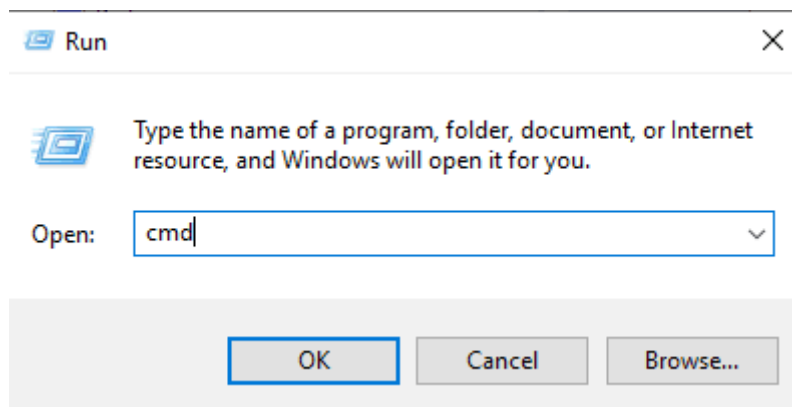 Run
Type the name of a program, folder, document, or Internet
resource, and Windows will open it for you.
Open: cmd
OK Cancel Browse...